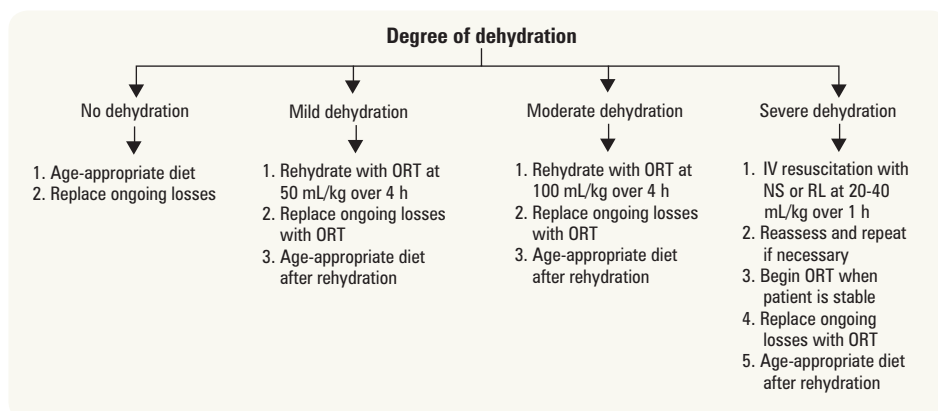 Degree of dehydration
No dehydration
1. Age-appropriate diet
2. Replace ongoing losses
Mild dehydration
1. Rehydrate with ORT at
50 mL/kg over 4 h
2. Replace ongoing losses
with ORT
3. Age-appropriate diet
after rehydration
Moderate dehydration
1. Rehydrate with ORT at
100 mL/kg over 4 h
2. Replace ongoing losses
with ORT
3. Age-appropriate diet
after rehydration
Severe dehydration
1. IV resuscitation with
NS or RL at 20-40
mL/kg over 1 h
2. Reassess and repeat
if necessary
3. Begin ORT when
patient is stable
4. Replace ongoing
losses with ORT
5. Age-appropriate diet
after rehydration